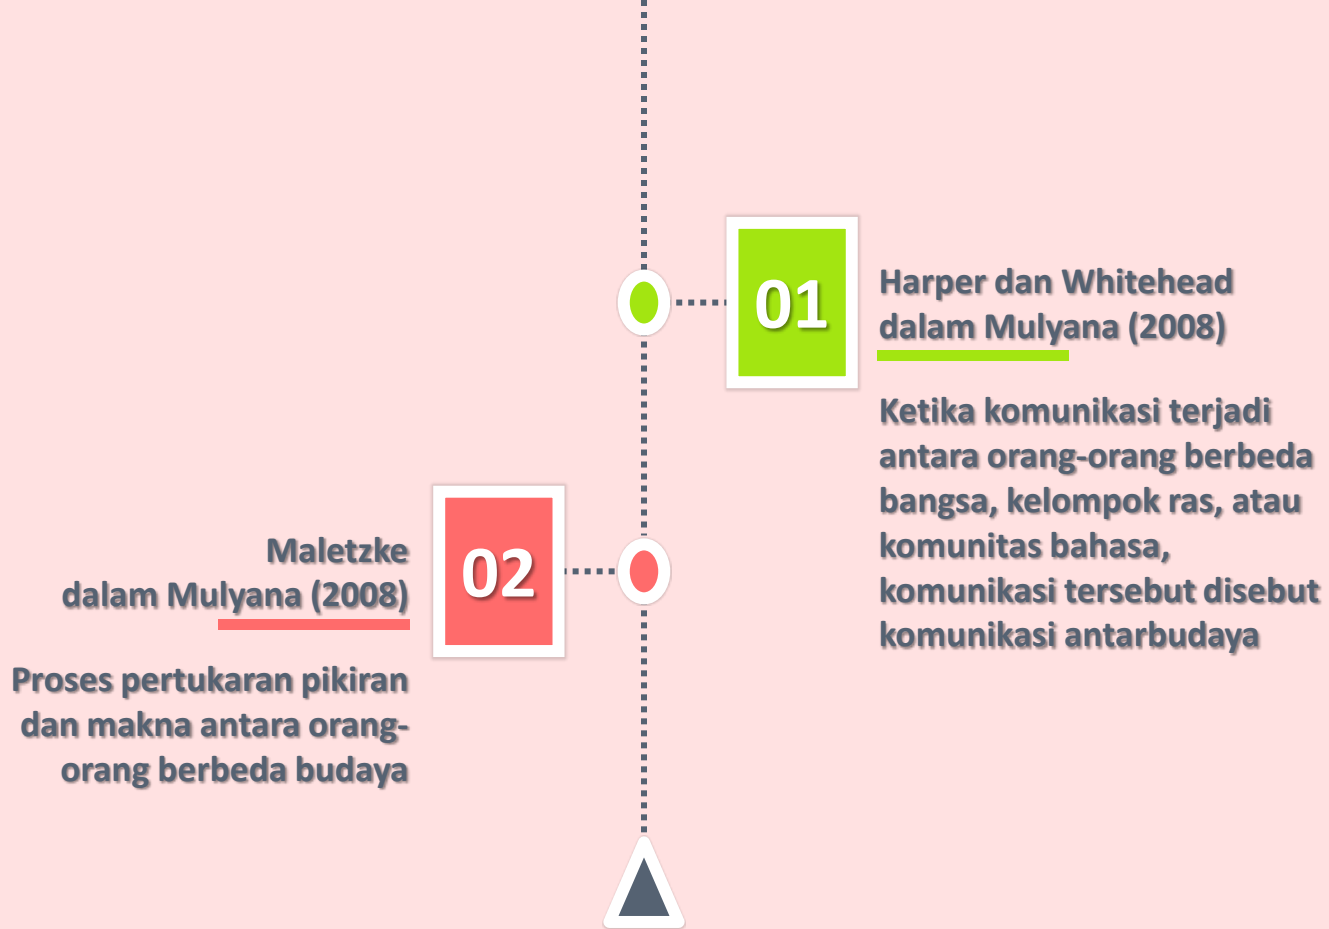 01
Harper dan Whitehead
dalam Mulyana (2008)
Ketika komunikasi terjadi
antara orang-orang berbeda
bangsa, kelompok ras, atau
komunitas bahasa,
komunikasi tersebut disebut
komunikasi antarbudaya
02
Maletzke
dalam Mulyana (2008)
Proses pertukaran pikiran
dan makna antara orang-
orang berbeda budaya